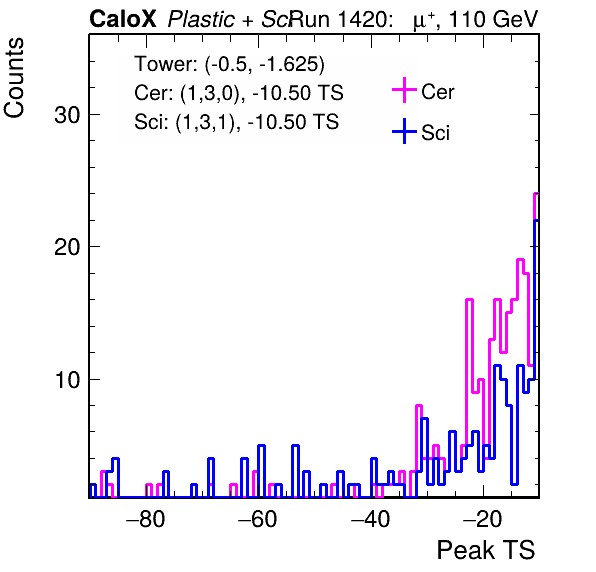 CaloX Plastic + SciRun 1420: μ⁺, 110 GeV
Counts
Tower: (-0.5, -1.625)
Cer: (1,3,0), -10.50 TS
Sci: (1,3,1), -10.50 TS
Cer
Sci
30
20
10
−80 −60 −40 −20
Peak TS